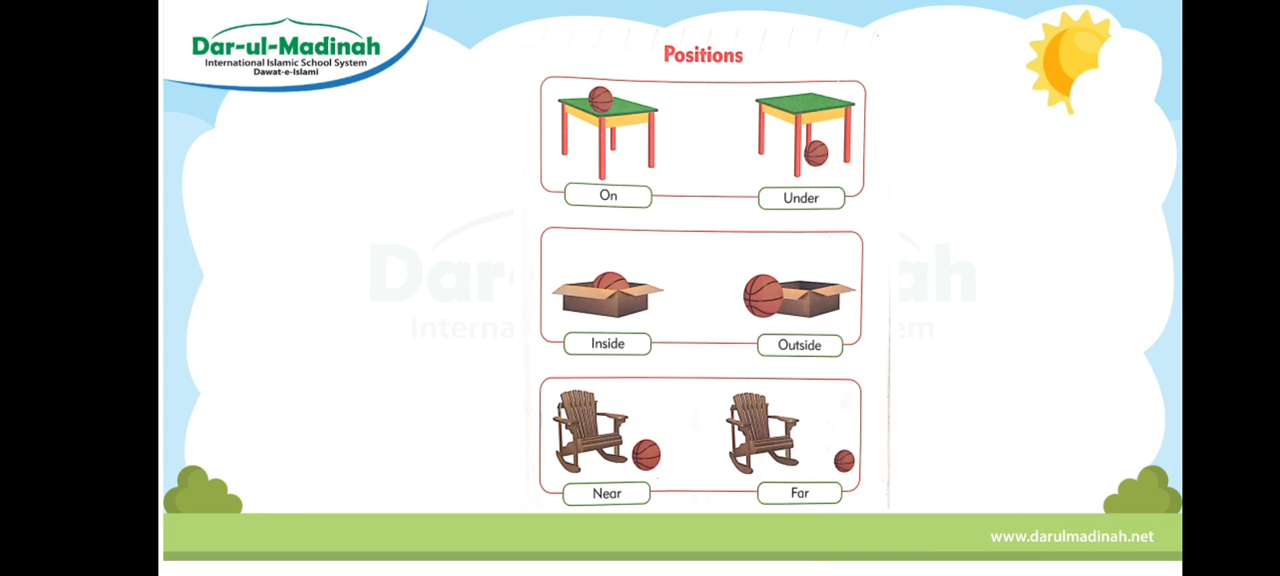 Dar-ul-Madinah
International Islamic School System
Dawat-e-Islami
Positions
On
Under
Inside
Outside
Near
Far
www.darulmadinah.net